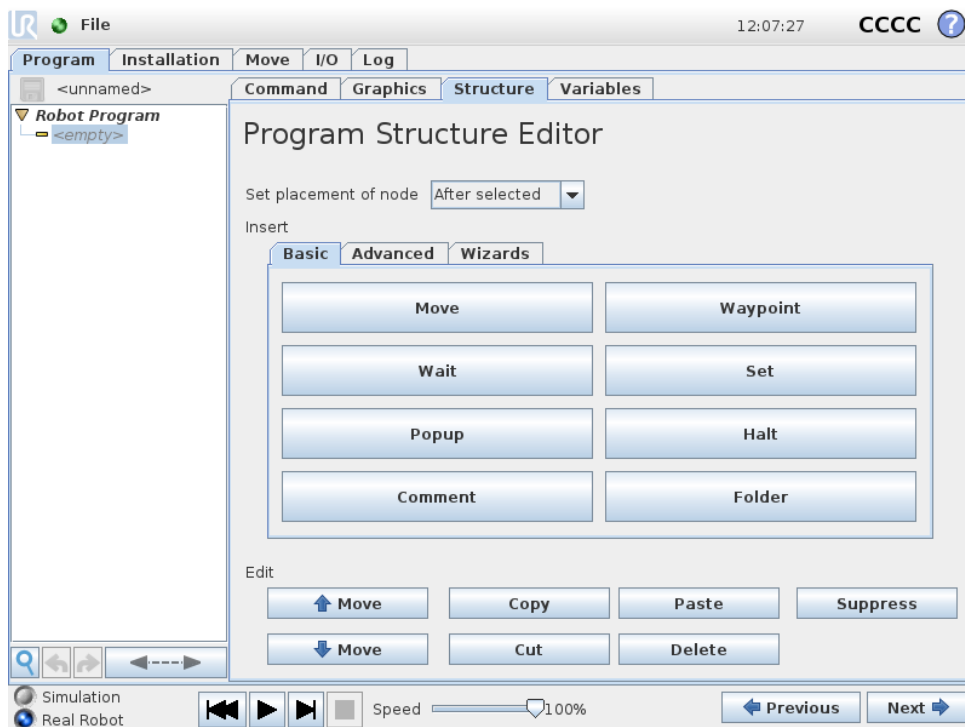 UR File 12:07:27 CCCC ?
Program Installation Move I/O Log
<unnamed> Command Graphics Structure Variables
Robot Program
<empty>
Program Structure Editor
Set placement of node After selected
Insert
Basic Advanced Wizards
Move Waypoint
Wait Set
Popup Halt
Comment Folder
Edit
Move Copy Paste Suppress
Move Cut Delete
Simulation
Real Robot
Speed 100% Previous Next